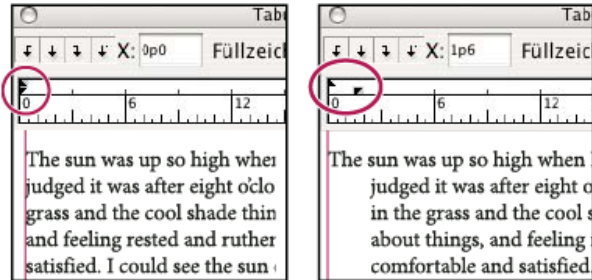 Tab
X: 0p0 Füllzeic
0 6 12
The sun was up so high when
judged it was after eight o'clo
grass and the cool shade thin
and feeling rested and ruther
satisfied. I could see the sun
Tab
X: 1p6 Füllzeic
0 6 12
The sun was up so high when
judged it was after eight o
in the grass and the cool s
about things, and feeling
comfortable and satisfied